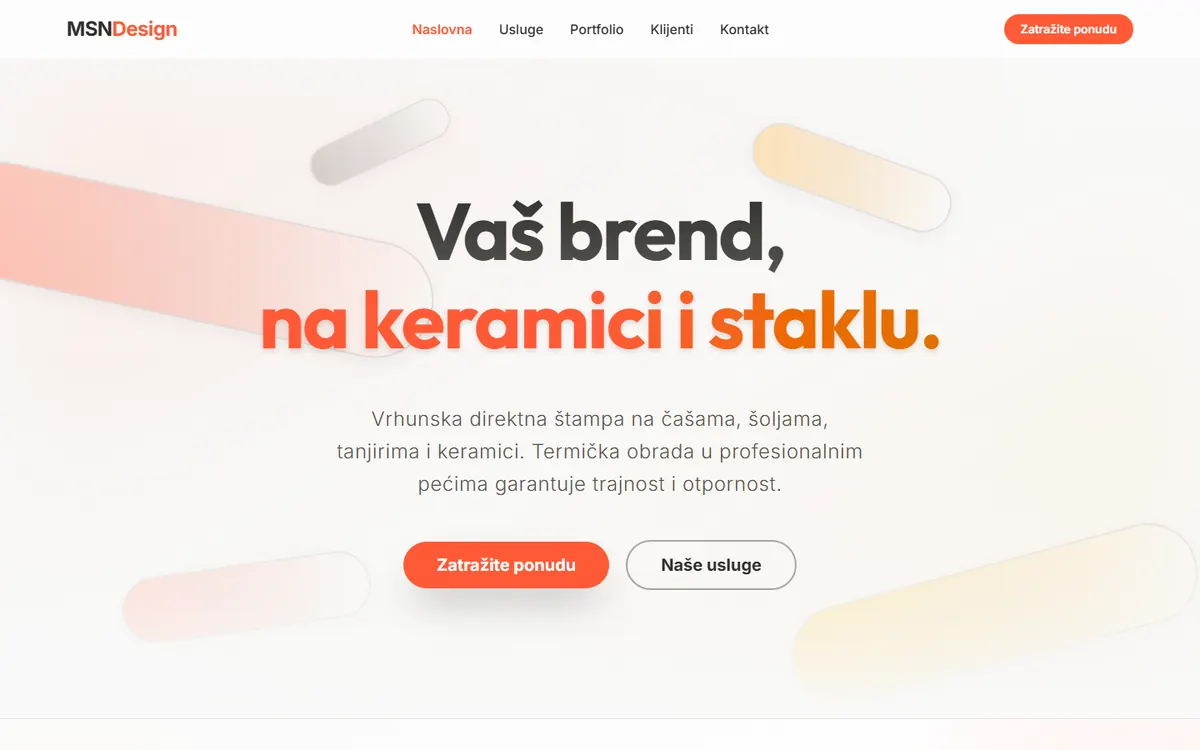 MSNDesign
Naslovna
Usluge
Portfolio
Klijenti
Kontakt
Zatražite ponudu
Vaš brend,
na keramici i staklu.
Vrhunska direktna štampa na čašama, šoljama,
tanjirima i keramici. Termička obrada u profesionalnim
pećima garantuje trajnost i otpornost.
Zatražite ponudu
Naše usluge